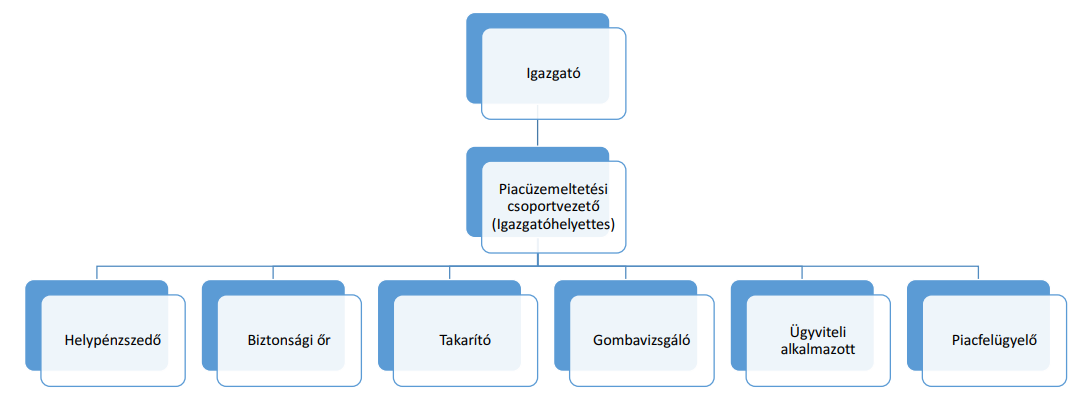 Igazgató
Piacüzemeltetési
csoportvezető
(Igazgatóhelyettes)
Helypénzszedő
Biztonsági őr
Takarító
Gombavizsgáló
Ügyviteli
alkalmazott
Piacfelügyelő